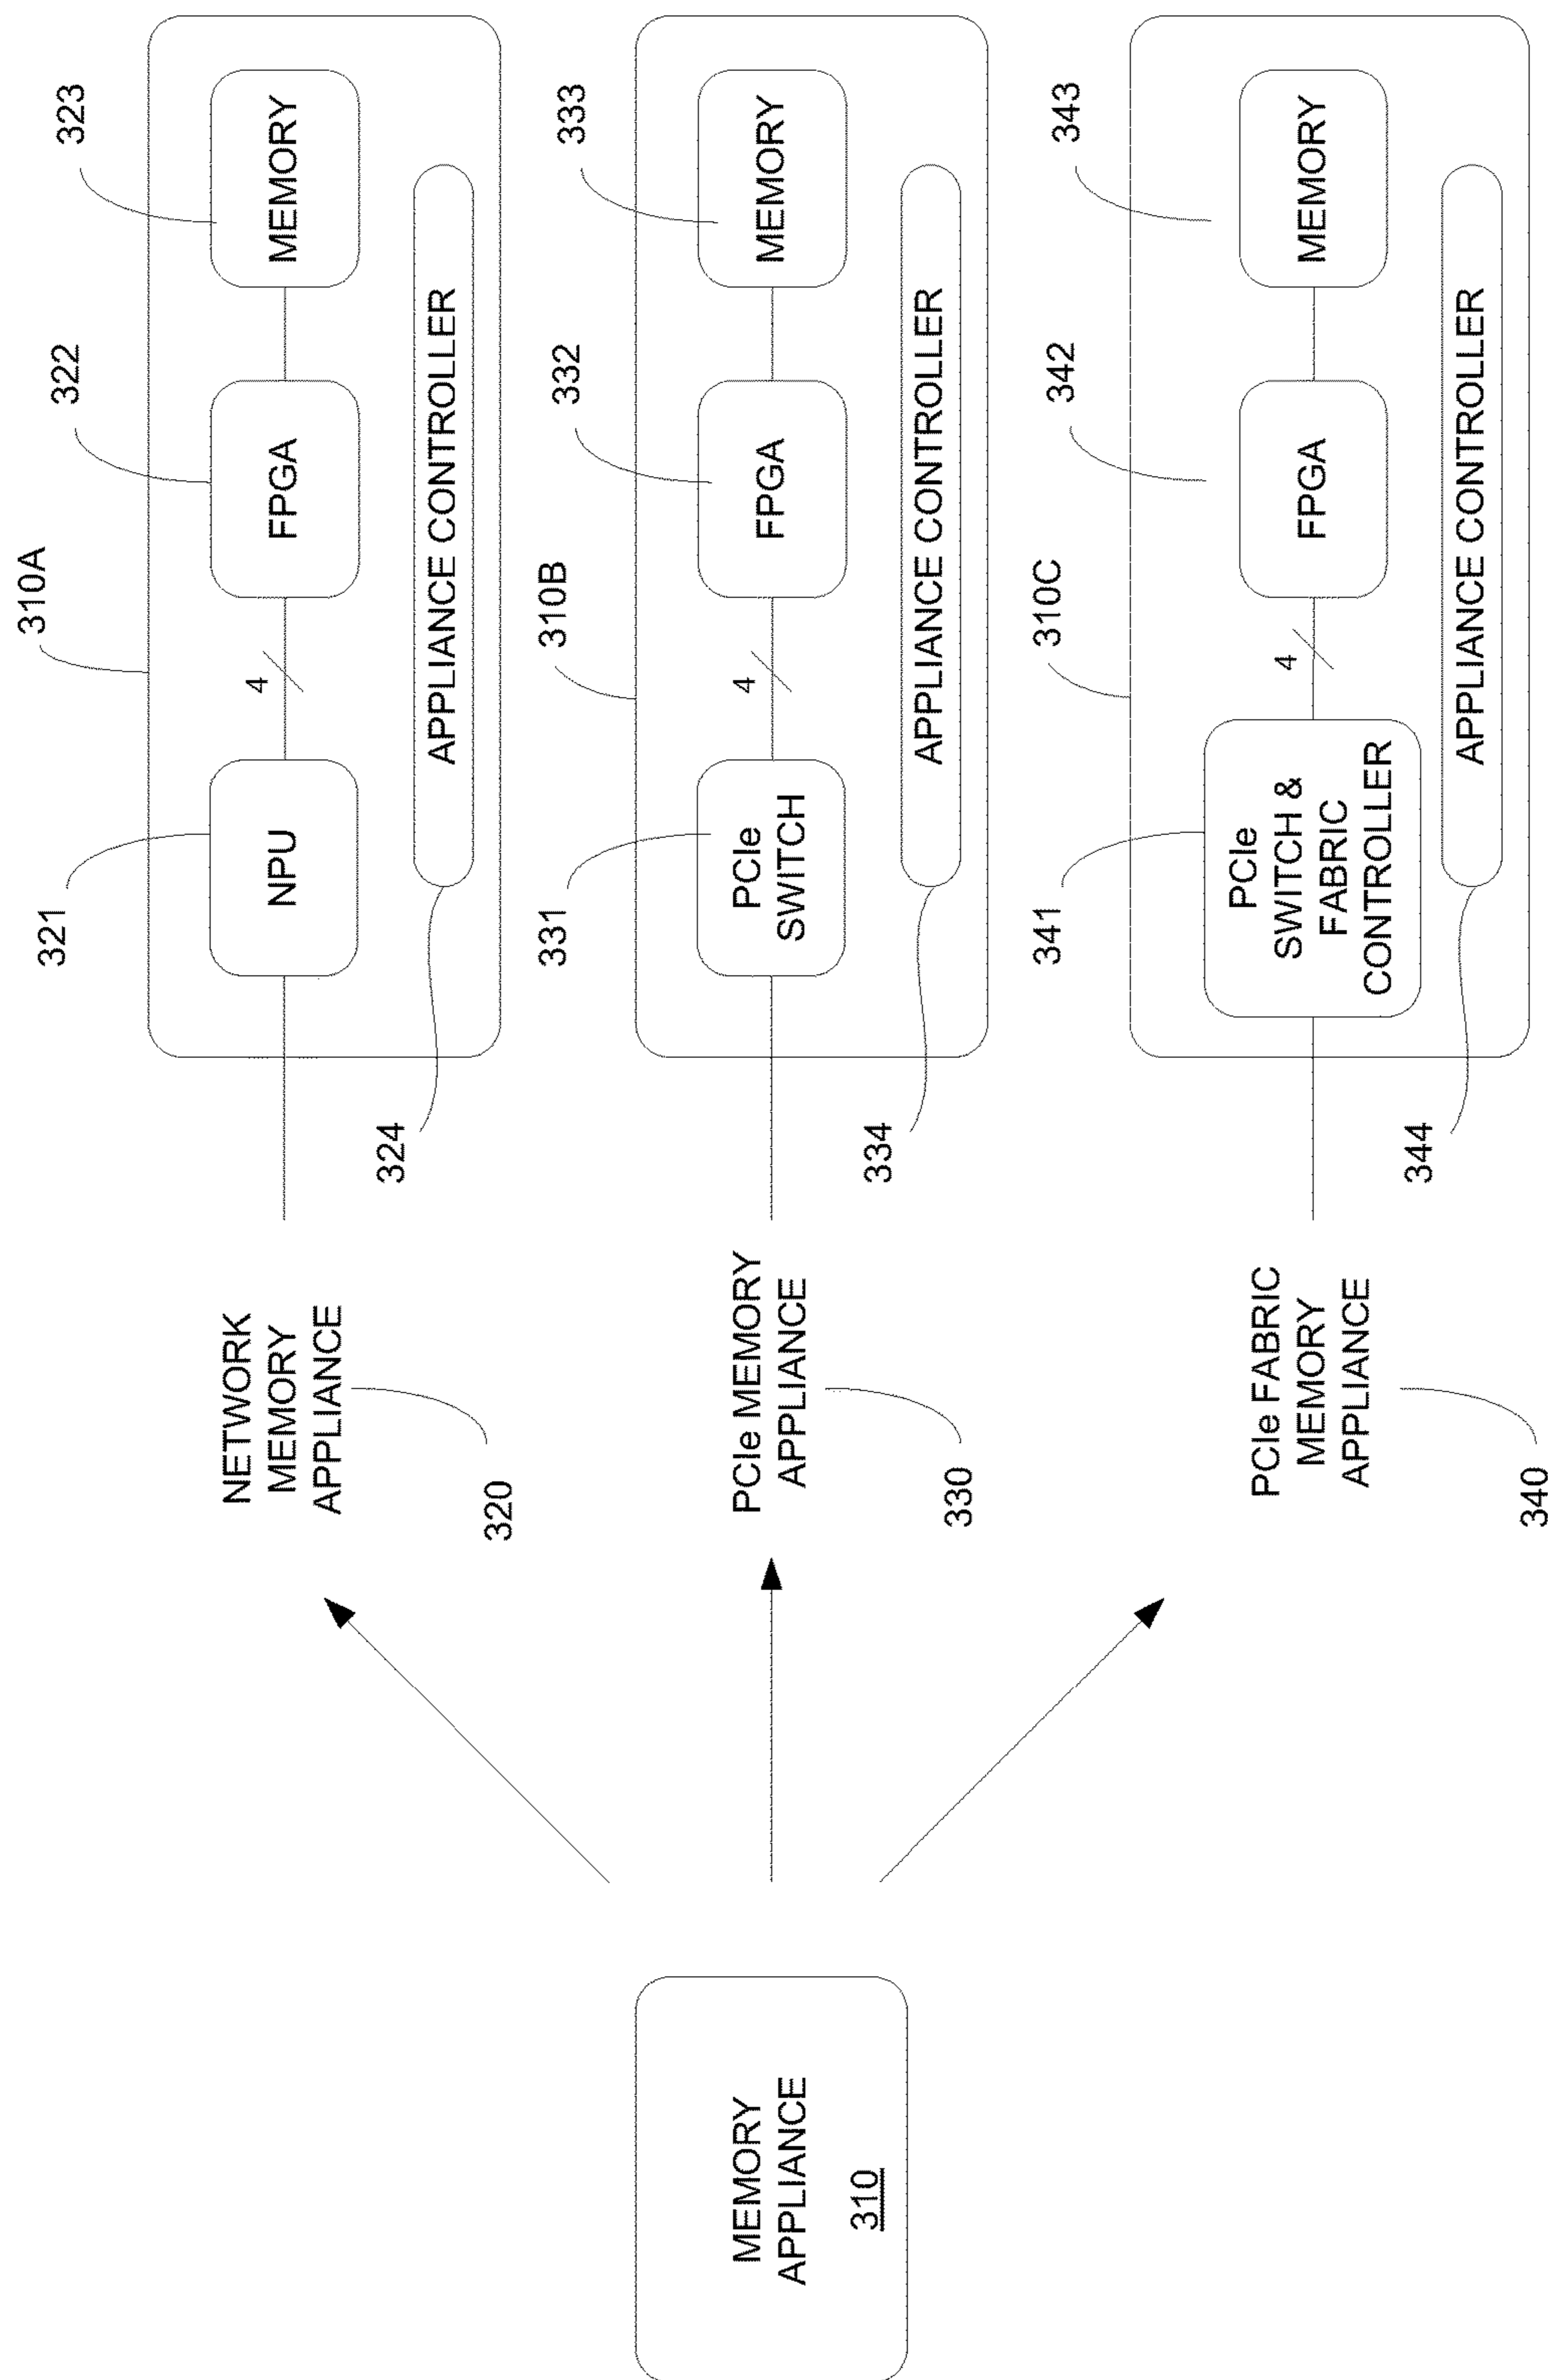 310A
321
322
323
NPU
4
FPGA
MEMORY
APPLIANCE CONTROLLER
324
NETWORK
MEMORY
APPLIANCE
320
310B
331
332
333
PCIe
SWITCH
4
FPGA
MEMORY
APPLIANCE CONTROLLER
334
PCIe MEMORY
APPLIANCE
330
MEMORY
APPLIANCE
310
310C
341
342
343
PCIe
SWITCH &
FABRIC
CONTROLLER
4
FPGA
MEMORY
APPLIANCE CONTROLLER
344
PCIe FABRIC
MEMORY
APPLIANCE
340